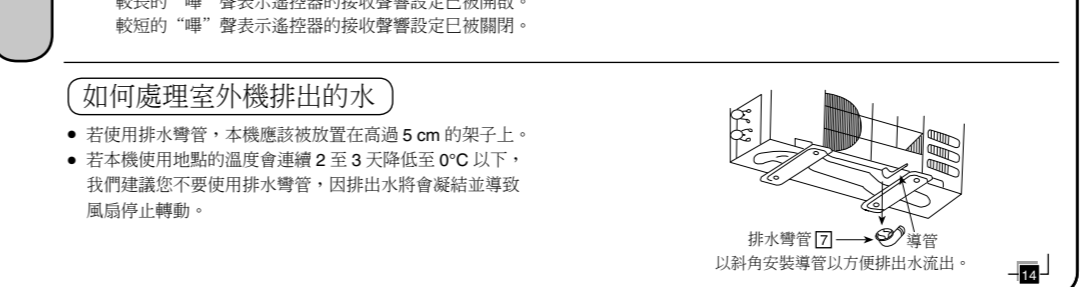 較長的“嗶”聲表示遙控器的接收聲響設定已被開啟。
較短的“嗶”聲表示遙控器的接收聲響設定已被關閉。
如何處理室外機排出的水
• 若使用排水彎管，本機應該被放置在高過 5 cm 的架子上。
• 若本機使用地點的溫度會連續 2 至 3 天降低至 0°C 以下，
我們建議您不要使用排水彎管，因排出水將會凝結並導致
風扇停止轉動。
排水彎管 7
導管
以斜角安裝導管以方便排出水流出。
14